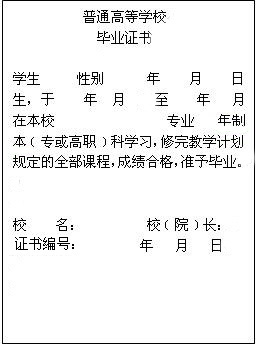 普通高等学校
毕业证书
学生 性别 年 月 日
生，于 年 月 至 年 月
在本校 专业 年制
本（专或高职）科学习，修完教学计划
规定的全部课程，成绩合格，准予毕业。
校 名： 校（院）长：
证书编号： 年 月 日